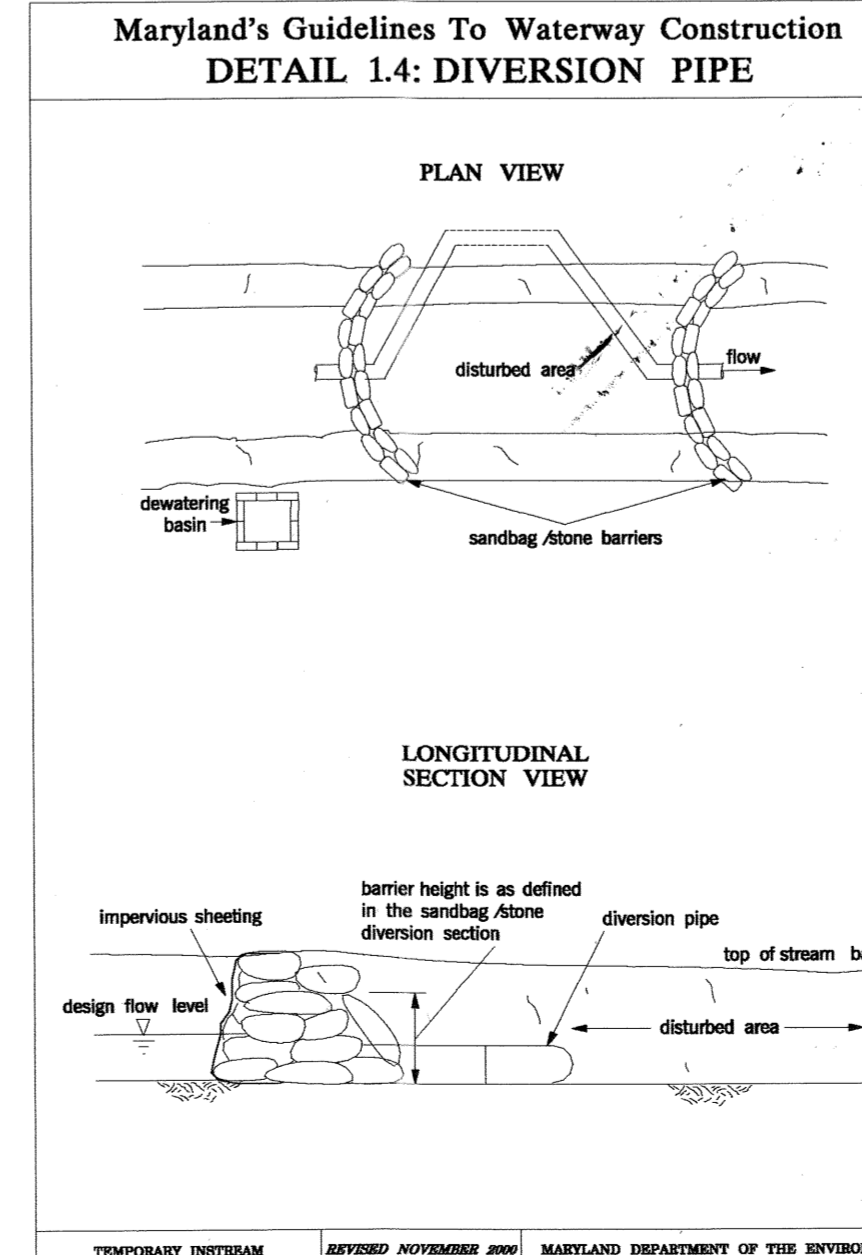 Maryland's Guidelines To Waterway Construction
DETAIL 1.4: DIVERSION PIPE
PLAN VIEW
disturbed area
flow
dewatering
basin
sandbag/stone barriers
LONGITUDINAL
SECTION VIEW
impervious sheeting
barrier height is as defined
in the sandbag/stone
diversion section
diversion pipe
top of stream
design flow level
disturbed area
TEMPORARY INSTREAM
REVISED NOVEMBER 2000
MARYLAND DEPARTMENT OF THE